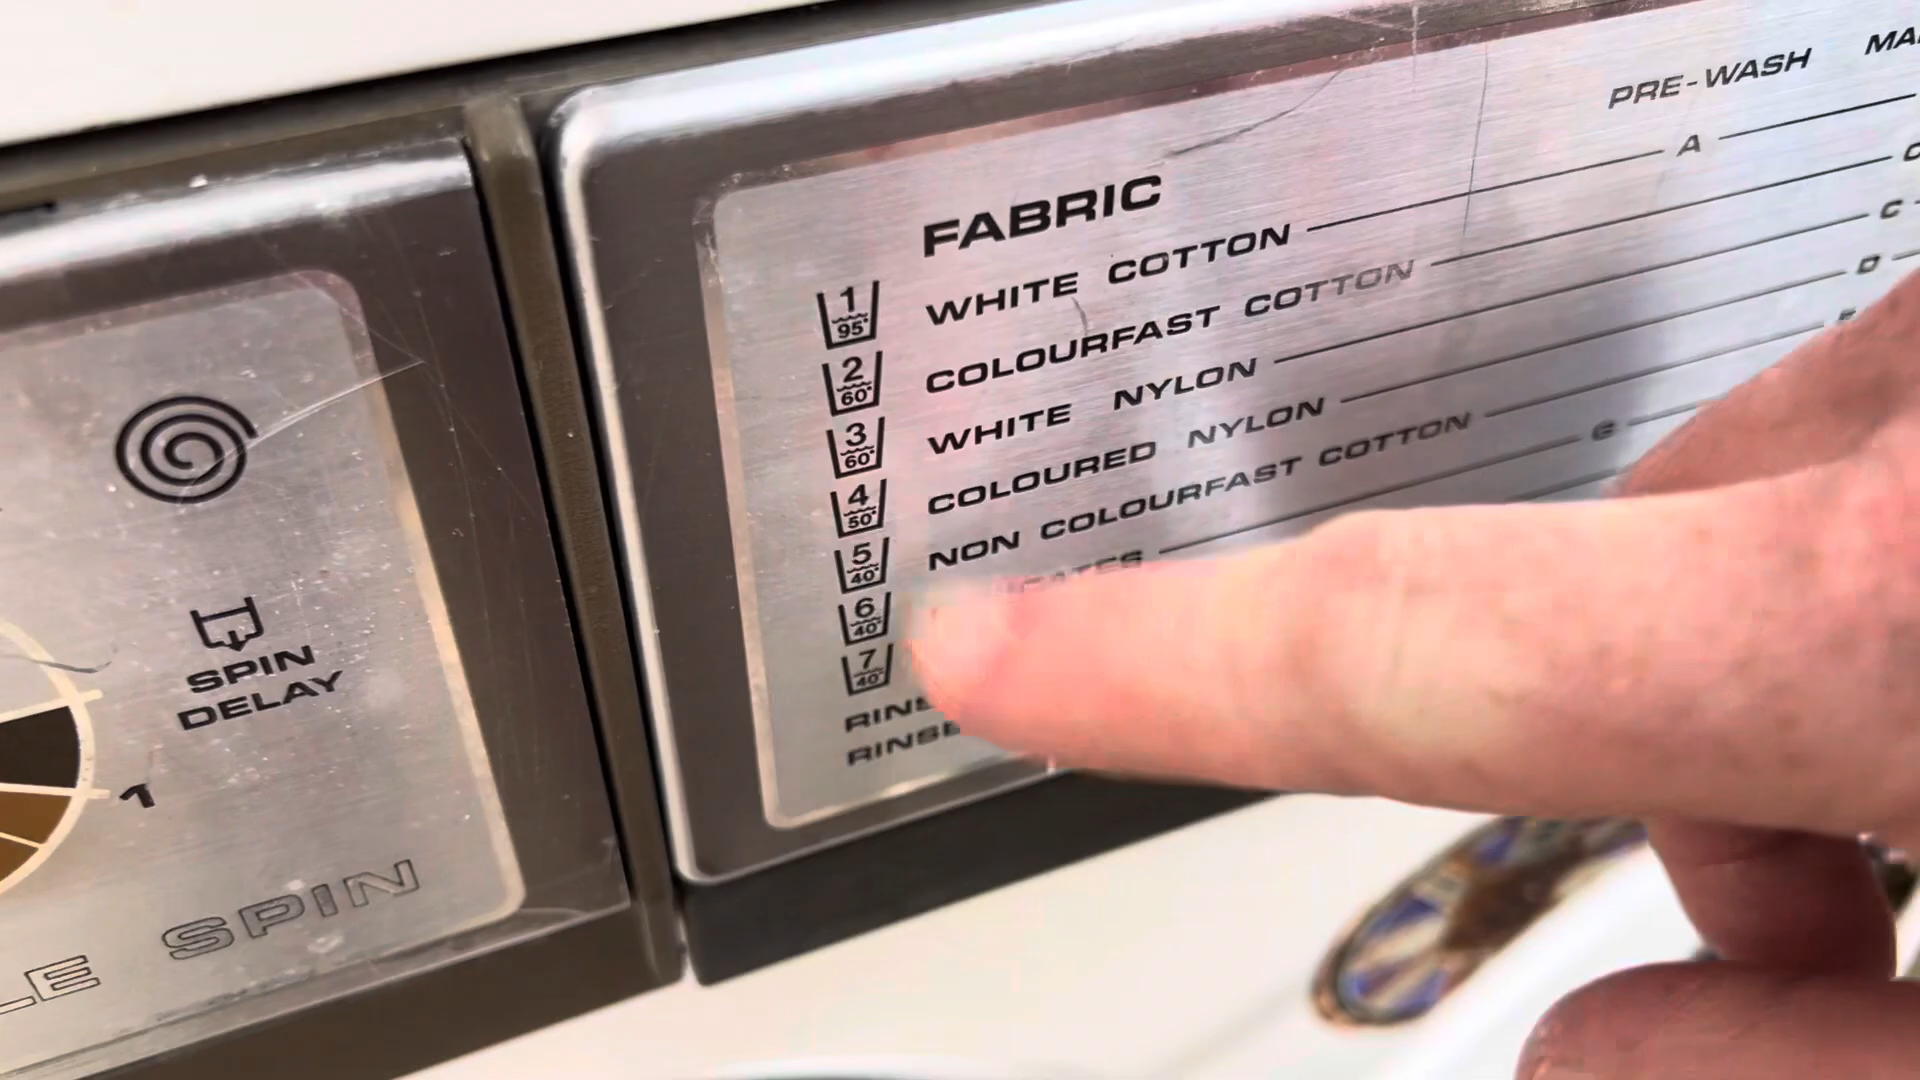 PRE-WASH
FABRIC
1 95° WHITE COTTON A
2 60° COLOURFAST COTTON
3 60° WHITE NYLON C
4 50° COLOURED NYLON D
5 40° NON COLOURFAST COTTON
6 40°
7 40°
RINSE
SPIN
DELAY
1
SPIN